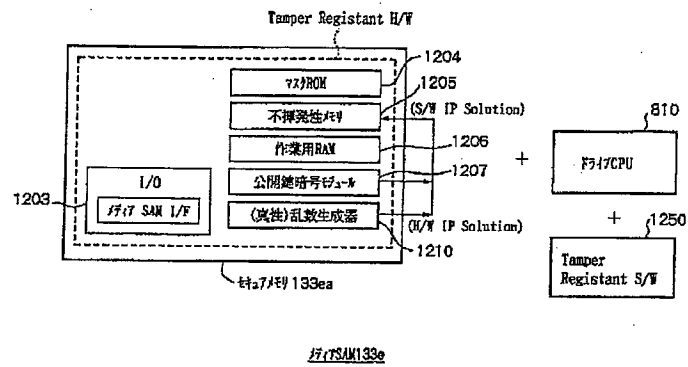 Tamper Registant H/W
1204
マスクROM
1205
不揮発性メモリ
(S/W IP Solution)
810
1206
作業用RAM
+
ドライブCPU
1207
I/O
公開鍵暗号モジュール
1203
メディア SAM I/F
+
(真性)乱数生成器
(H/W IP Solution)
1250
1210
Tamper
Registant S/W
セキュアメモリ 133ea
メディアSAM133e